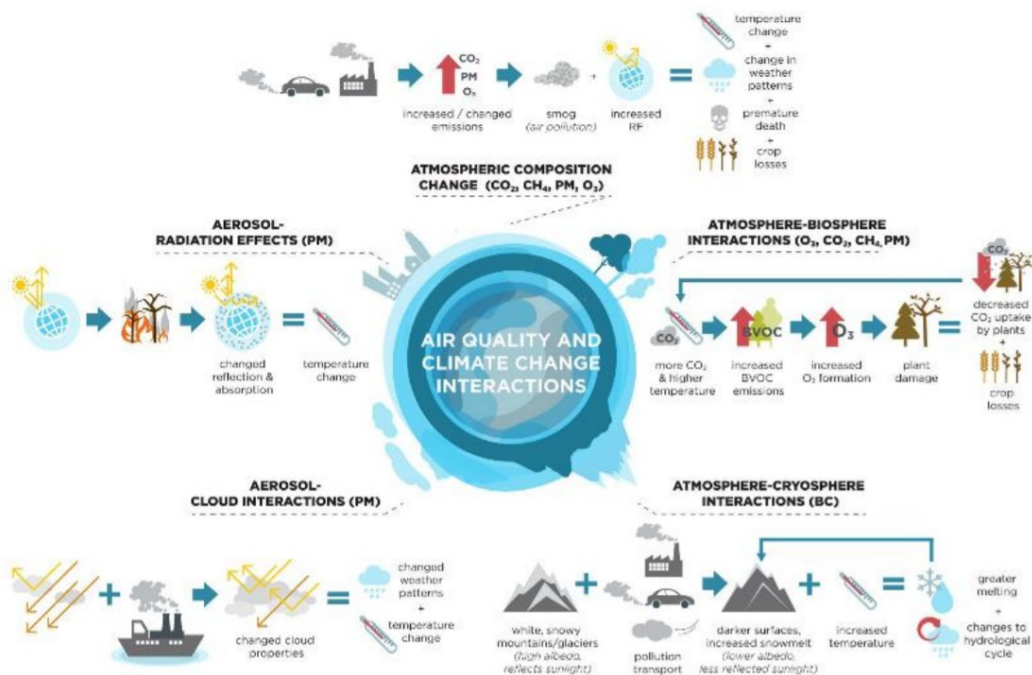 temperature
change
+
CO₂
PM
O₃
+
=
change in
weather
patterns
+
increased / changed
emissions
smog
(air pollution)
increased
RF
premature
death
+
crop
losses
ATMOSPHERIC COMPOSITION
CHANGE (CO₂, CH₄, PM, O₃)
AEROSOL-
RADIATION EFFECTS (PM)
=
changed
reflection &
absorption
temperature
change
ATMOSPHERE-BIOSPHERE
INTERACTIONS (O₃, CO₂, CH₄, PM)
CO₂
decreased
CO₂ uptake
by plants
+
crop
losses
CO₂
BVOC
O₃
=
more CO₂
& higher
temperature
increased
BVOC
emissions
increased
O₃ formation
plant
damage
AIR QUALITY AND
CLIMATE CHANGE
INTERACTIONS
AEROSOL-
CLOUD INTERACTIONS (PM)
+
=
changed cloud
properties
changed
weather
patterns
+
temperature
change
ATMOSPHERE-CRYOSPHERE
INTERACTIONS (BC)
+
+
=
white, snowy
mountains/glaciers
(high albedo,
reflects sunlight)
pollution
transport
darker surfaces,
increased snowmelt
(lower albedo,
less reflected sunlight)
increased
temperature
greater
melting
+
changes to
hydrological
cycle